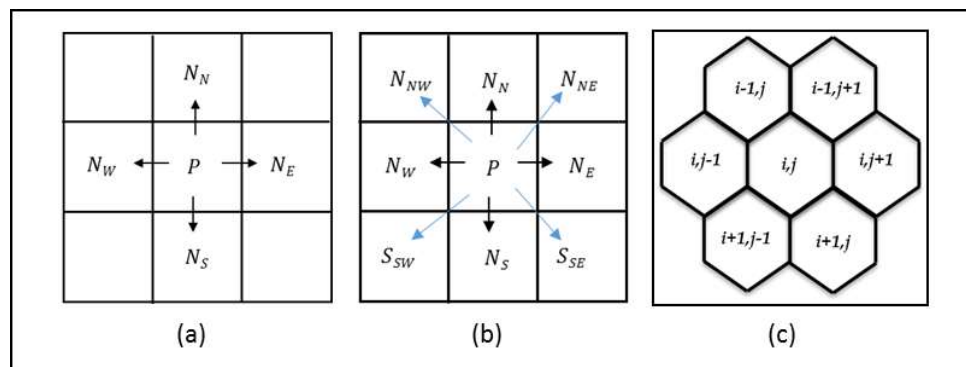 N_N
N_W P N_E
N_S
(a)
N_NW N_N N_NE
N_W P N_E
S_SW N_S S_SE
(b)
i-1,j i-1,j+1
i,j-1 i,j i,j+1
i+1,j-1 i+1,j
(c)